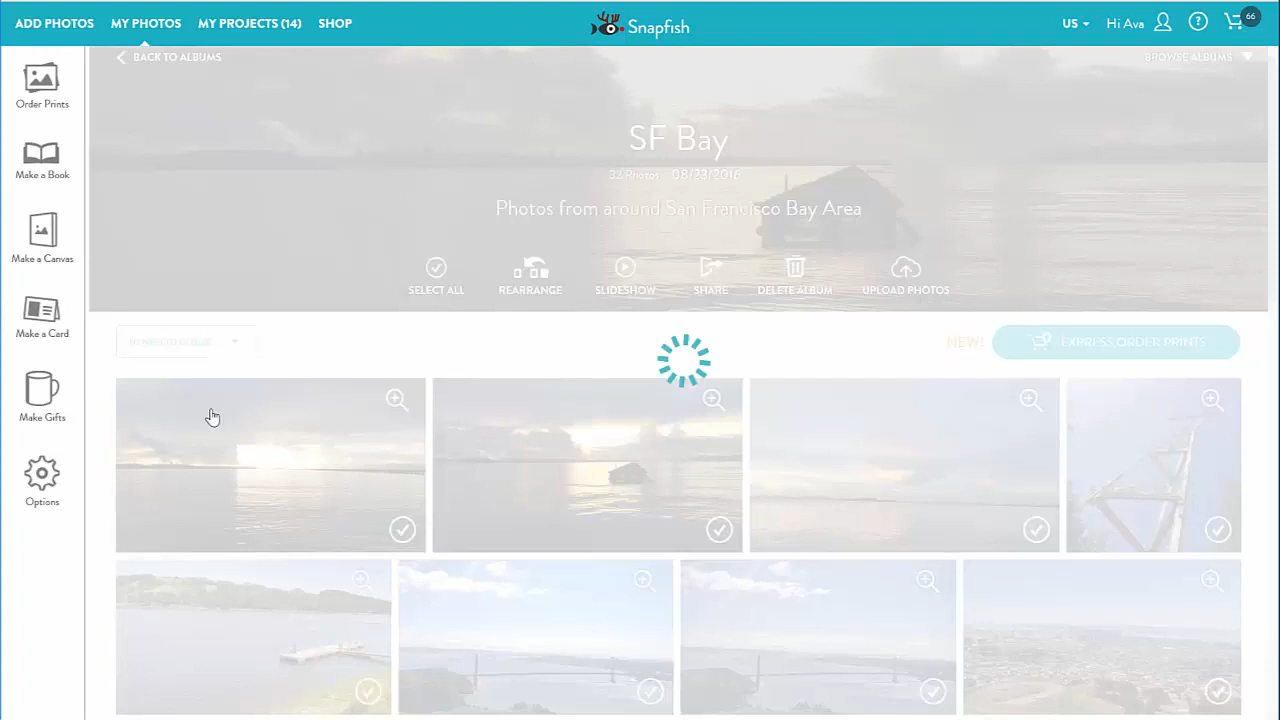 ADD PHOTOS MY PHOTOS MY PROJECTS (14) SHOP Snapfish US Hi Ava ? 66
BACK TO ALBUMS BROWSE ALBUMS
Order Prints
SF Bay
32 Photos 08/23/2016
Make a Book
Photos from around San Francisco Bay Area
Make a Canvas
SELECT ALL REARRANGE SLIDESHOW SHARE DELETE ALBUM UPLOAD PHOTOS
Make a Card
NEW! EXPRESS ORDER PRINTS
Make Gifts
Options